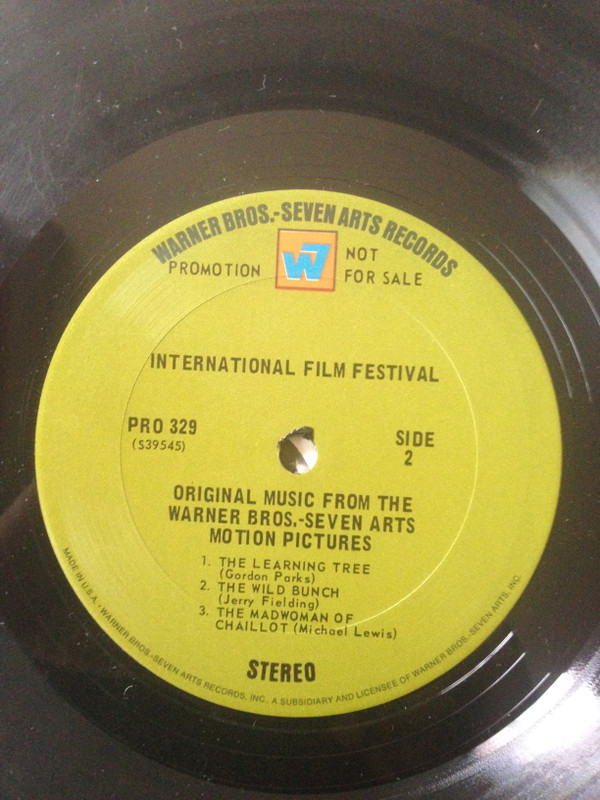 WARNER BROS.-SEVEN ARTS RECORDS
PROMOTION W7 NOT
FOR SALE
INTERNATIONAL FILM FESTIVAL
PRO 329
(S39545)
SIDE
2
ORIGINAL MUSIC FROM THE
WARNER BROS.-SEVEN ARTS
MOTION PICTURES
1. THE LEARNING TREE
(Gordon Parks)
2. THE WILD BUNCH
(Jerry Fielding)
3. THE MADWOMAN OF
CHAILLOT (Michael Lewis)
STEREO
MADE IN U.S.A. • WARNER BROS.-SEVEN ARTS RECORDS, INC., A SUBSIDIARY AND LICENSEE OF WARNER BROS.-SEVEN ARTS, INC.